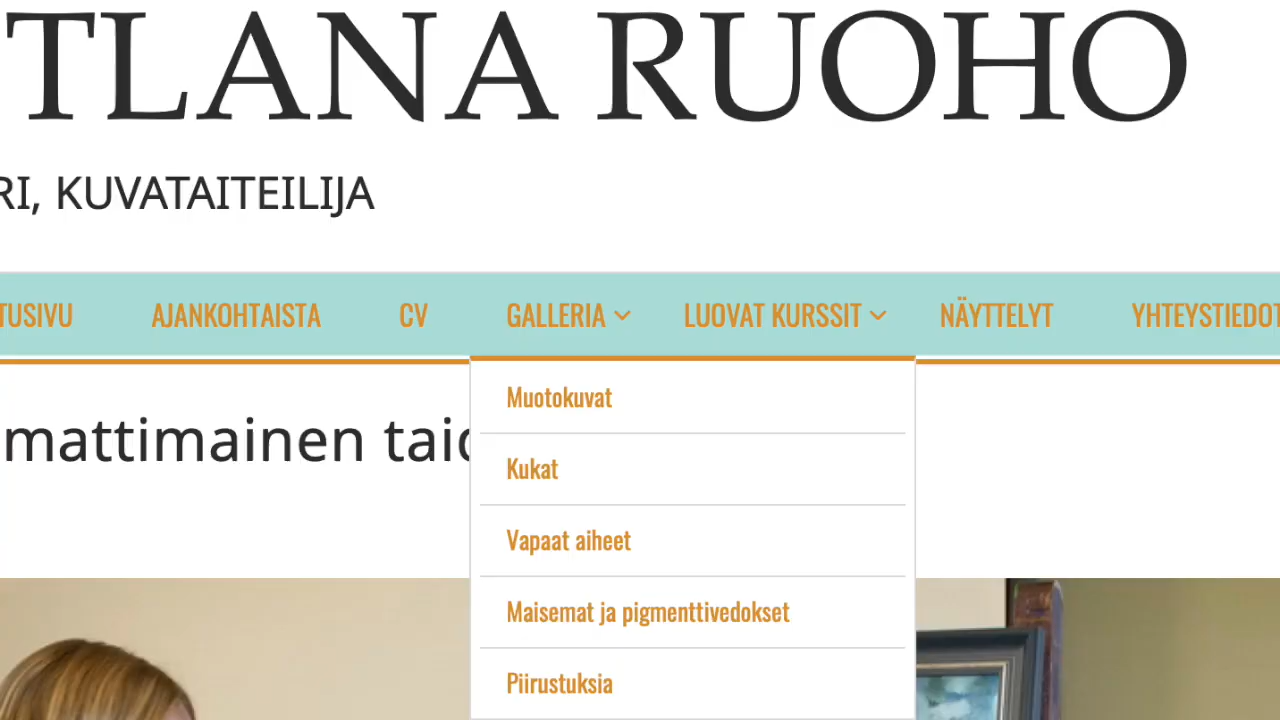 TLANA RUOHO
RI, KUVATAITEILIJA
TUSIVU AJANKOHTAISTA CV GALLERIA LUOVAT KURSSIT NÄYTTELYT YHTEYSTIEDOT
Muotokuvat
mattimainen taid
Kukat
Vapaat aiheet
Maisemat ja pigmenttivedokset
Piirustuksia